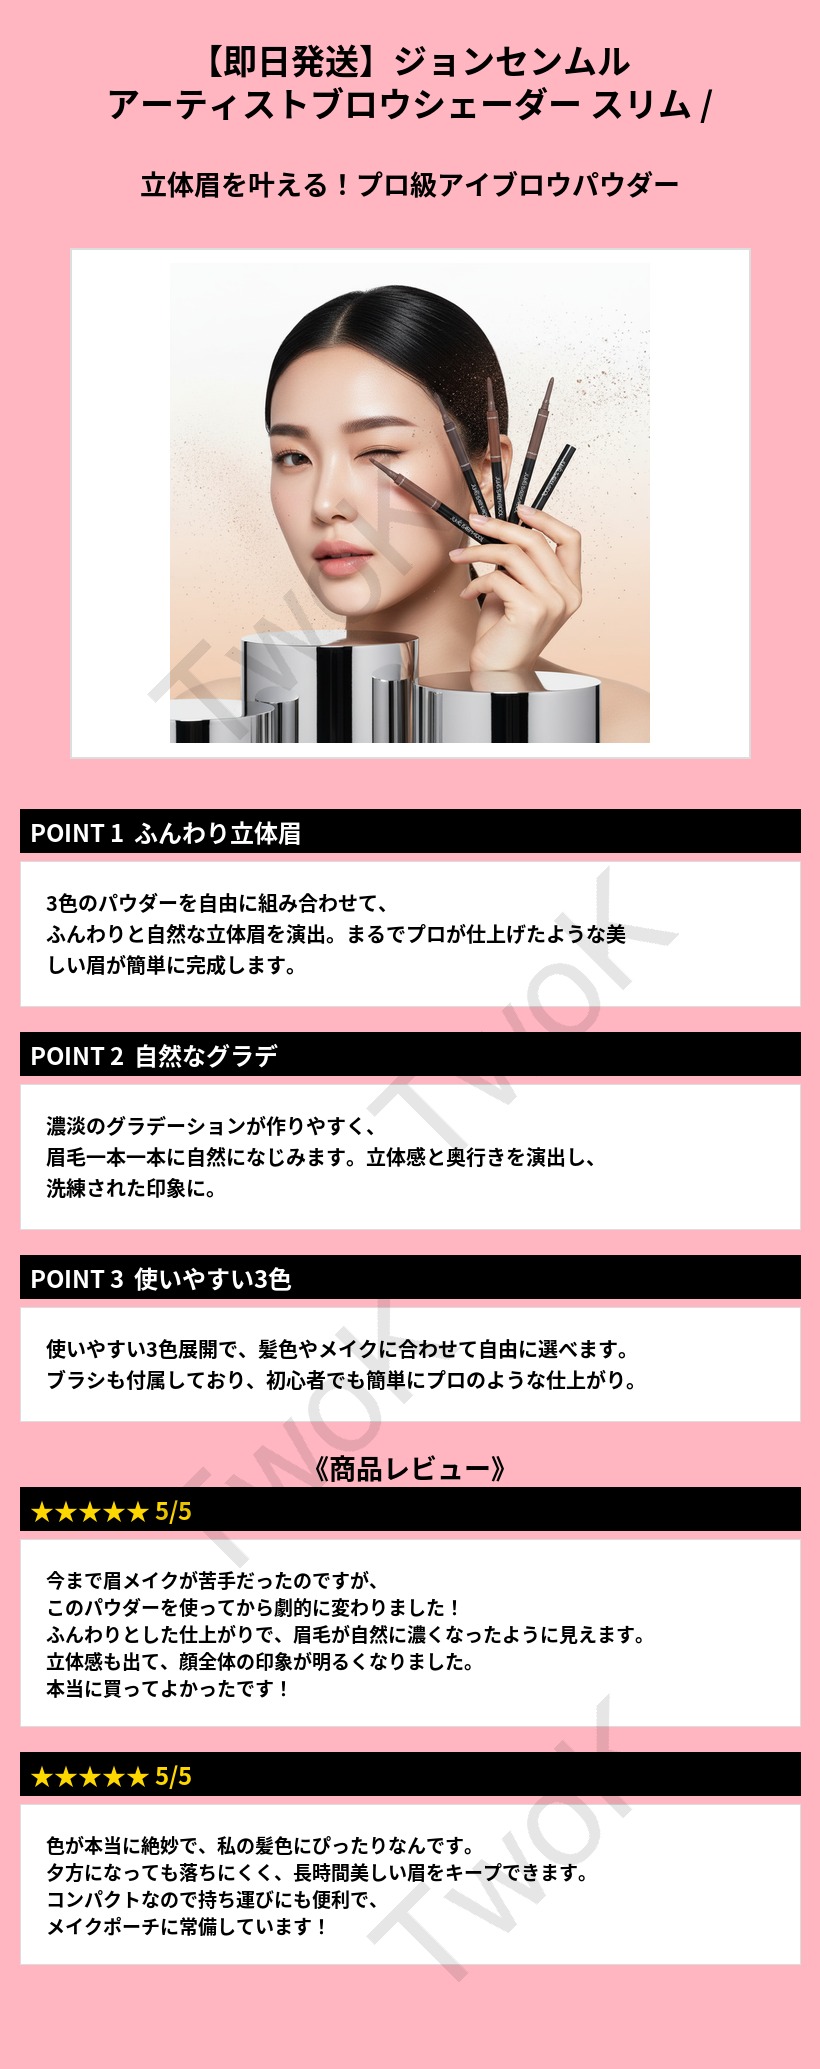 【即日発送】ジョンセンムル
アーティストブロウシェーダー スリム /
立体眉を叶える！プロ級アイブロウパウダー
POINT 1 ふんわり立体眉
3色のパウダーを自由に組み合わせて、
ふんわりと自然な立体眉を演出。まるでプロが仕上げたような美
しい眉が簡単に完成します。
POINT 2 自然なグラデ
濃淡のグラデーションが作りやすく、
眉毛一本一本に自然になじみます。立体感と奥行きを演出し、
洗練された印象に。
POINT 3 使いやすい3色
使いやすい3色展開で、髪色やメイクに合わせて自由に選べます。
ブラシも付属しており、初心者でも簡単にプロのような仕上がり。
《商品レビュー》
★★★★★ 5/5
今まで眉メイクが苦手だったのですが、
このパウダーを使ってから劇的に変わりました！
ふんわりとした仕上がりで、眉毛が自然に濃くなったように見えます。
立体感も出て、顔全体の印象が明るくなりました。
本当に買ってよかったです！
★★★★★ 5/5
色が本当に絶妙で、私の髪色にぴったりなんです。
夕方になっても落ちにくく、長時間美しい眉をキープできます。
コンパクトなので持ち運びにも便利で、
メイクポーチに常備しています！
TwoK
TwoK
TwoK
TwoK